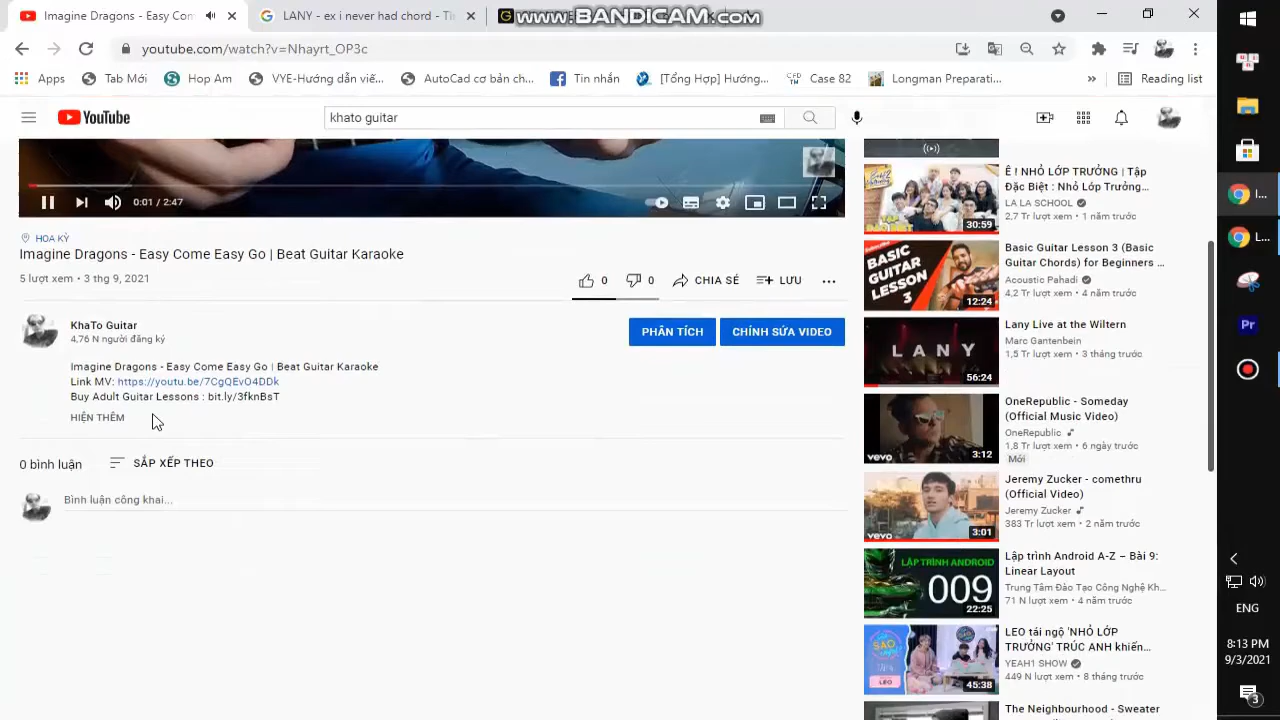 Imagine Dragons - Easy Com
LANY - ex i never had chord - T
www.BANDICAM.com
youtube.com/watch?v=Nhayrt_OP3c
Apps
Tab Mới
Hop Am
VYE-Hướng dẫn viế...
AutoCad cơ bản ch...
Tin nhắn
[Tổng Hợp] Hướng...
Case 82
Longman Preparati...
»
Reading list
YouTube
khato guitar
0:01 / 2:47
HOA KỲ
Imagine Dragons - Easy Come Easy Go | Beat Guitar Karaoke
5 lượt xem • 3 thg 9, 2021
0
0
CHIA SẺ
LƯU
KhaTo Guitar
4,76 N người đăng ký
PHÂN TÍCH
CHỈNH SỬA VIDEO
Imagine Dragons - Easy Come Easy Go | Beat Guitar Karaoke
Link MV: https://youtu.be/7CgQEvO4DDk
Buy Adult Guitar Lessons : bit.ly/3fknBsT
HIỆN THÊM
0 bình luận
SẮP XẾP THEO
Bình luận công khai...
30:59
Ê ! NHỎ LỚP TRƯỞNG | Tập
Đặc Biệt : Nhỏ Lớp Trưởng...
LA LA SCHOOL
2,7 Tr lượt xem • 1 năm trước
BASIC
GUITAR
LESSON
3
12:24
Basic Guitar Lesson 3 (Basic
Guitar Chords) for Beginners ...
Acoustic Pahadi
4,2 Tr lượt xem • 4 năm trước
LANY
56:24
Lany Live at the Wiltern
Marc Gantenbein
1,5 Tr lượt xem • 3 tháng trước
vevo
3:12
OneRepublic - Someday
(Official Music Video)
OneRepublic
1,8 Tr lượt xem • 6 ngày trước
Mới
vevo
3:01
Jeremy Zucker - comethru
(Official Video)
Jeremy Zucker
383 Tr lượt xem • 2 năm trước
LẬP TRÌNH ANDROID
009
22:25
Lập trình Android A-Z – Bài 9:
Linear Layout
Trung Tâm Đào Tạo Công Nghệ Kh...
71 N lượt xem • 4 năm trước
LEO
45:38
LEO tái ngộ 'NHỎ LỚP
TRƯỞNG' TRÚC ANH khiến...
YEAH1 SHOW
449 N lượt xem • 8 tháng trước
The Neighbourhood - Sweater
I...
L...
Pr
ENG
8:13 PM
9/3/2021
3